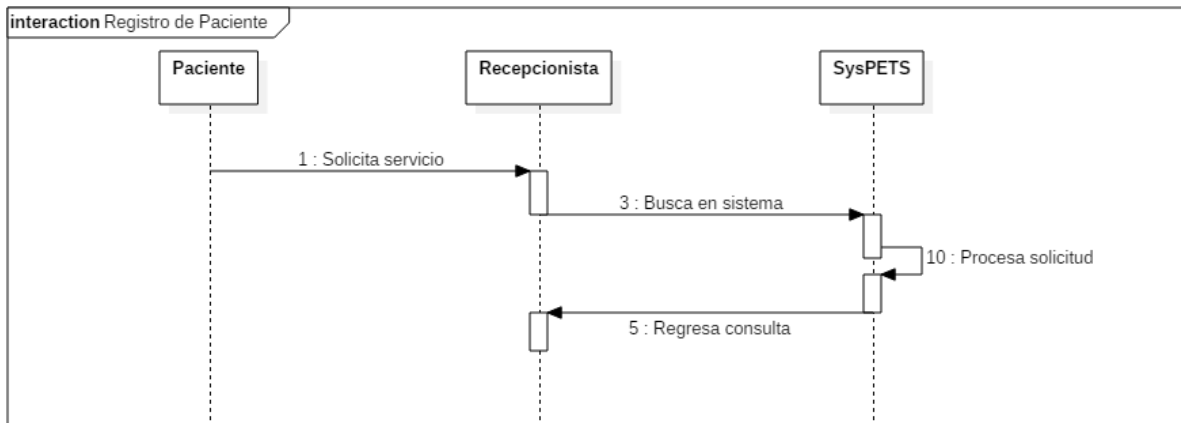 interaction Registro de Paciente
Paciente
Recepcionista
SysPETS
1 : Solicita servicio
3 : Busca en sistema
10 : Procesa solicitud
5 : Regresa consulta